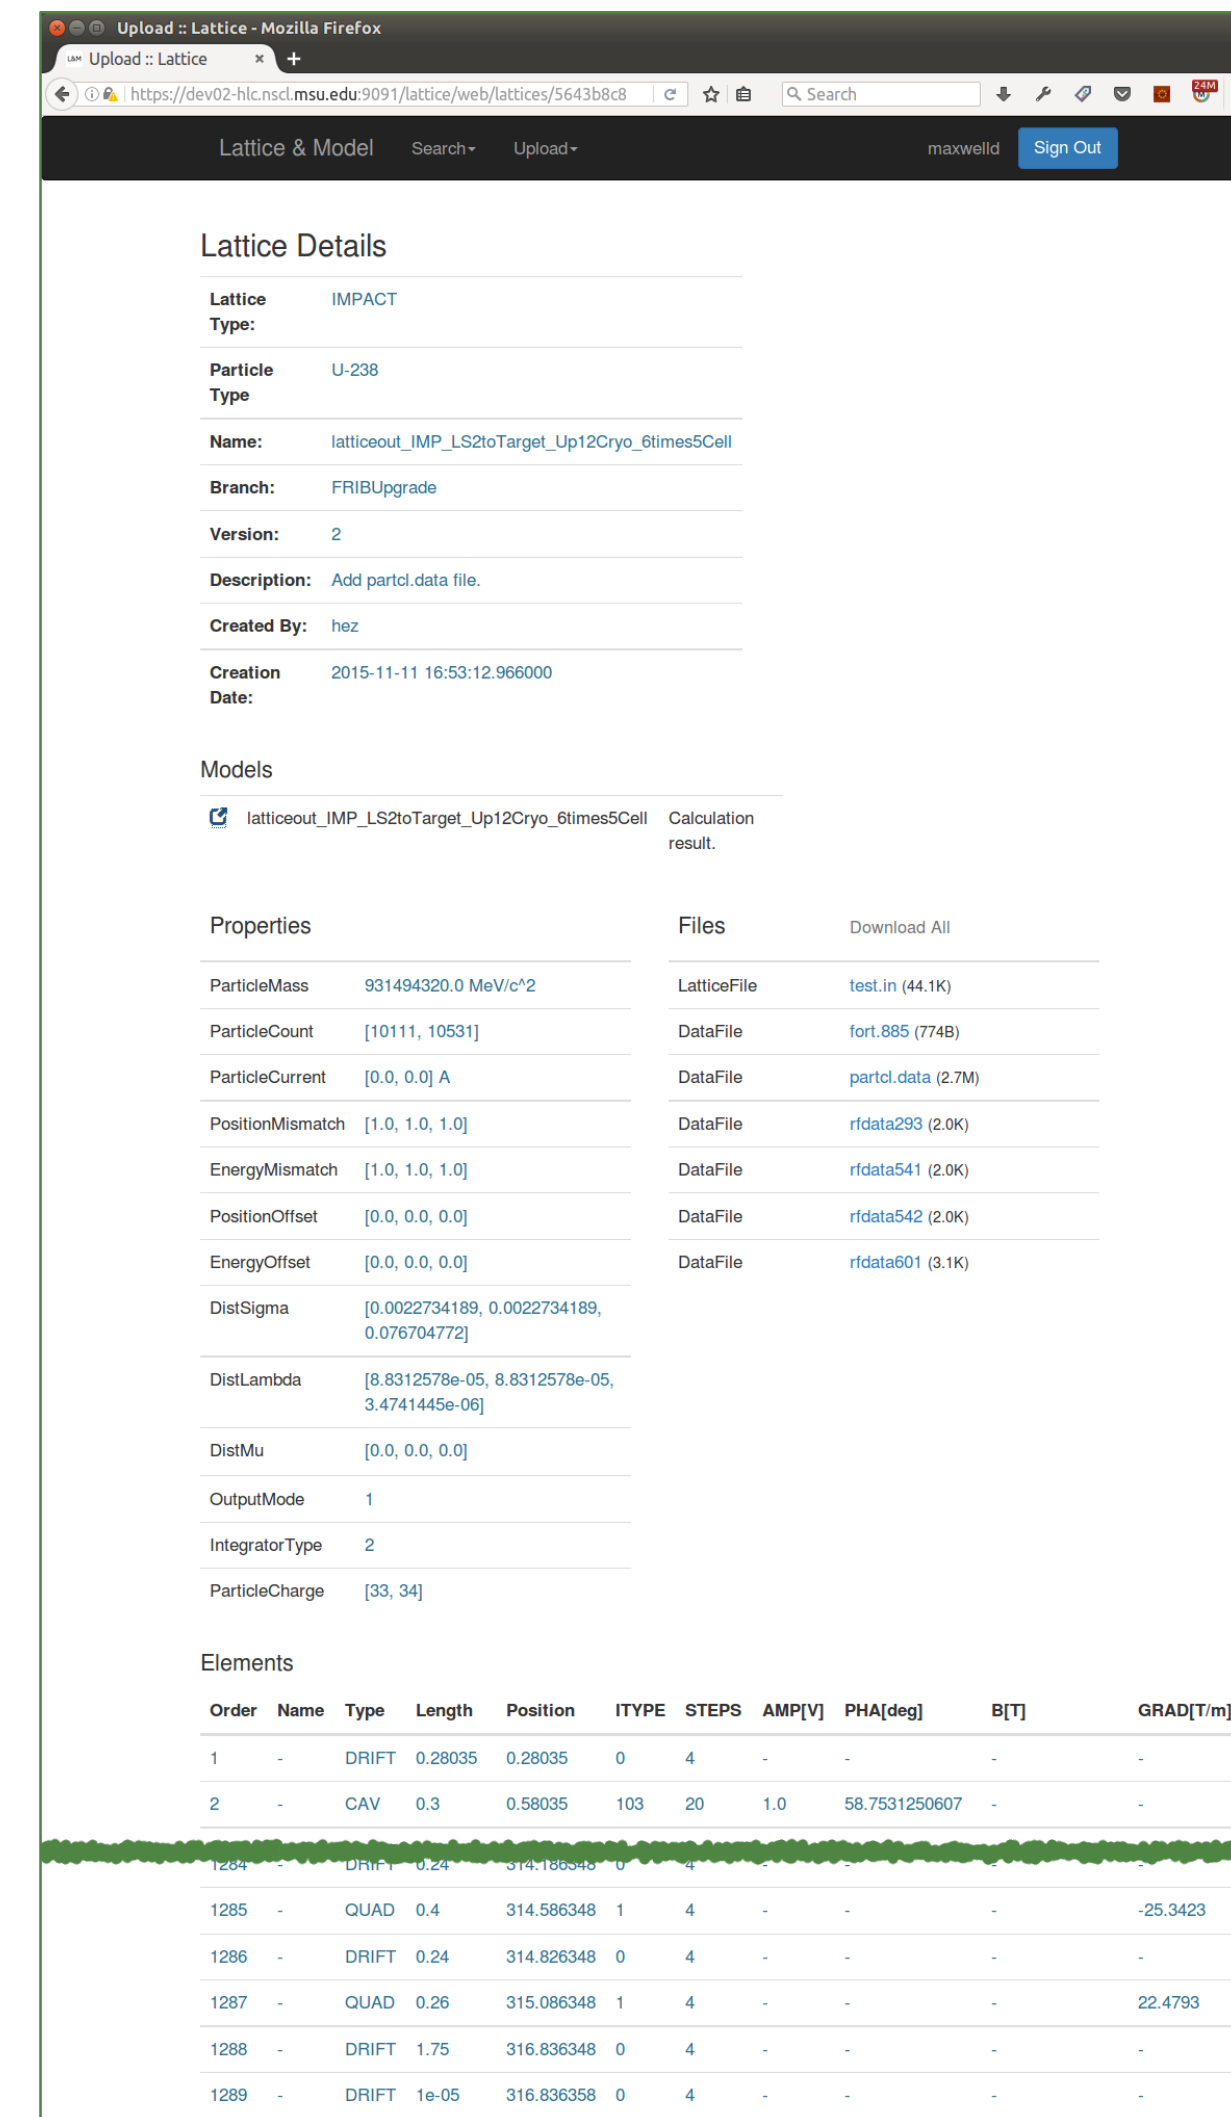 Upload :: Lattice - Mozilla Firefox
L&M Upload :: Lattice × +
https://dev02-hlc.nscl.msu.edu:9091/lattice/web/lattices/5643b8c8 Search 24M
Lattice & Model Search Upload maxwelld Sign Out
Lattice Details
Lattice Type: IMPACT
Particle Type U-238
Name: latticeout_IMP_LS2toTarget_Up12Cryo_6times5Cell
Branch: FRIBUpgrade
Version: 2
Description: Add partcl.data file.
Created By: hez
Creation Date: 2015-11-11 16:53:12.966000
Models
latticeout_IMP_LS2toTarget_Up12Cryo_6times5Cell Calculation result.
Properties
ParticleMass 931494320.0 MeV/c^2
ParticleCount [10111, 10531]
ParticleCurrent [0.0, 0.0] A
PositionMismatch [1.0, 1.0, 1.0]
EnergyMismatch [1.0, 1.0, 1.0]
PositionOffset [0.0, 0.0, 0.0]
EnergyOffset [0.0, 0.0, 0.0]
DistSigma [0.0022734189, 0.0022734189,
0.076704772]
DistLambda [8.8312578e-05, 8.8312578e-05,
3.4741445e-06]
DistMu [0.0, 0.0, 0.0]
OutputMode 1
IntegratorType 2
ParticleCharge [33, 34]
Files Download All
LatticeFile test.in (44.1K)
DataFile fort.885 (774B)
DataFile partcl.data (2.7M)
DataFile rfdata293 (2.0K)
DataFile rfdata541 (2.0K)
DataFile rfdata542 (2.0K)
DataFile rfdata601 (3.1K)
Elements
Order Name Type Length Position ITYPE STEPS AMP[V] PHA[deg] B[T] GRAD[T/m]
1 - DRIFT 0.28035 0.28035 0 4 - - - -
2 - CAV 0.3 0.58035 103 20 1.0 58.7531250607 - -
1284 - DRIFT 0.24 314.186348 0 4 - - - -
1285 - QUAD 0.4 314.586348 1 4 - - - -25.3423
1286 - DRIFT 0.24 314.826348 0 4 - - - -
1287 - QUAD 0.26 315.086348 1 4 - - - 22.4793
1288 - DRIFT 1.75 316.836348 0 4 - - - -
1289 - DRIFT 1e-05 316.836358 0 4 - - - -